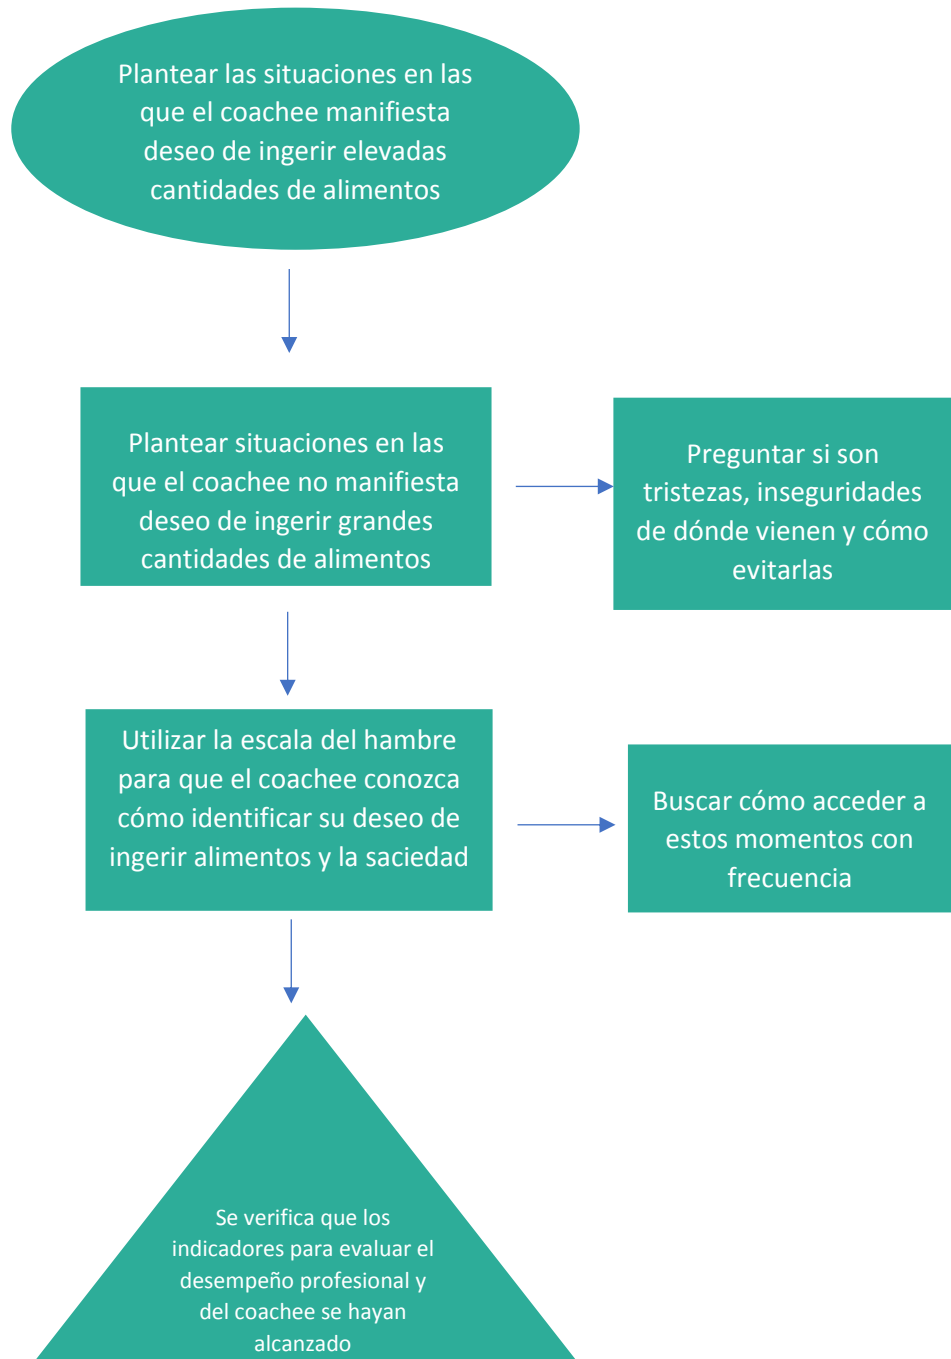 Plantear las situaciones en las
que el coachee manifiesta
deseo de ingerir elevadas
cantidades de alimentos
Plantear situaciones en las
que el coachee no manifiesta
deseo de ingerir grandes
cantidades de alimentos
Preguntar si son
tristezas, inseguridades
de dónde vienen y cómo
evitarlas
Utilizar la escala del hambre
para que el coachee conozca
cómo identificar su deseo de
ingerir alimentos y la saciedad
Buscar cómo acceder a
estos momentos con
frecuencia
Se verifica que los
indicadores para evaluar el
desempeño profesional y
del coachee se hayan
alcanzado